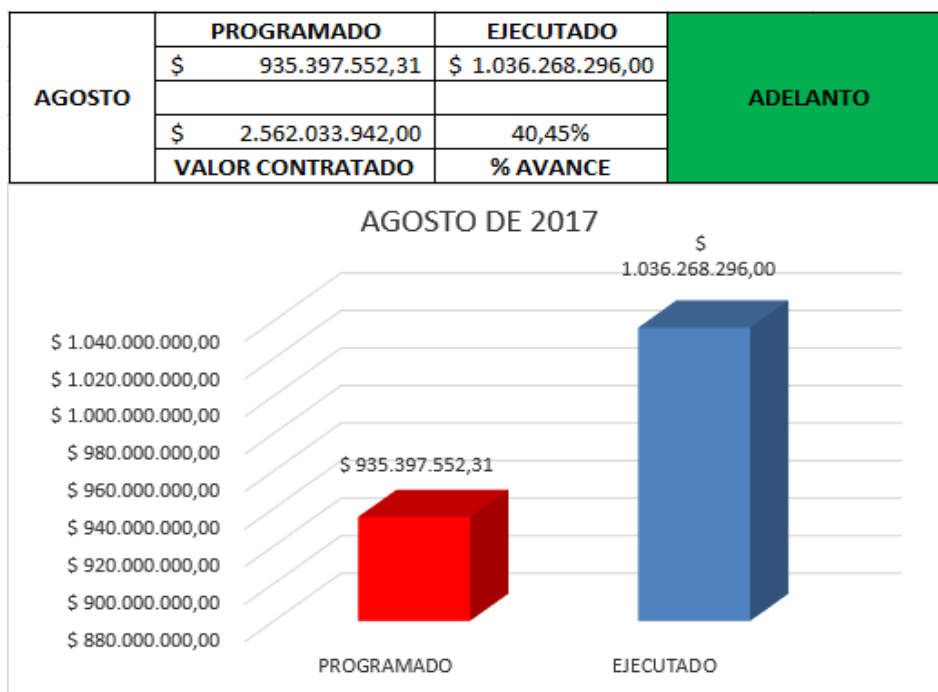 PROGRAMADO EJECUTADO
$ 935.397.552,31 $ 1.036.268.296,00
AGOSTO ADELANTO
$ 2.562.033.942,00 40,45%
VALOR CONTRATADO % AVANCE
AGOSTO DE 2017
$
1.036.268.296,00
$ 1.040.000.000,00
$ 1.020.000.000,00
$ 1.000.000.000,00
$ 980.000.000,00
$ 935.397.552,31
$ 960.000.000,00
$ 940.000.000,00
$ 920.000.000,00
$ 900.000.000,00
$ 880.000.000,00
PROGRAMADO EJECUTADO